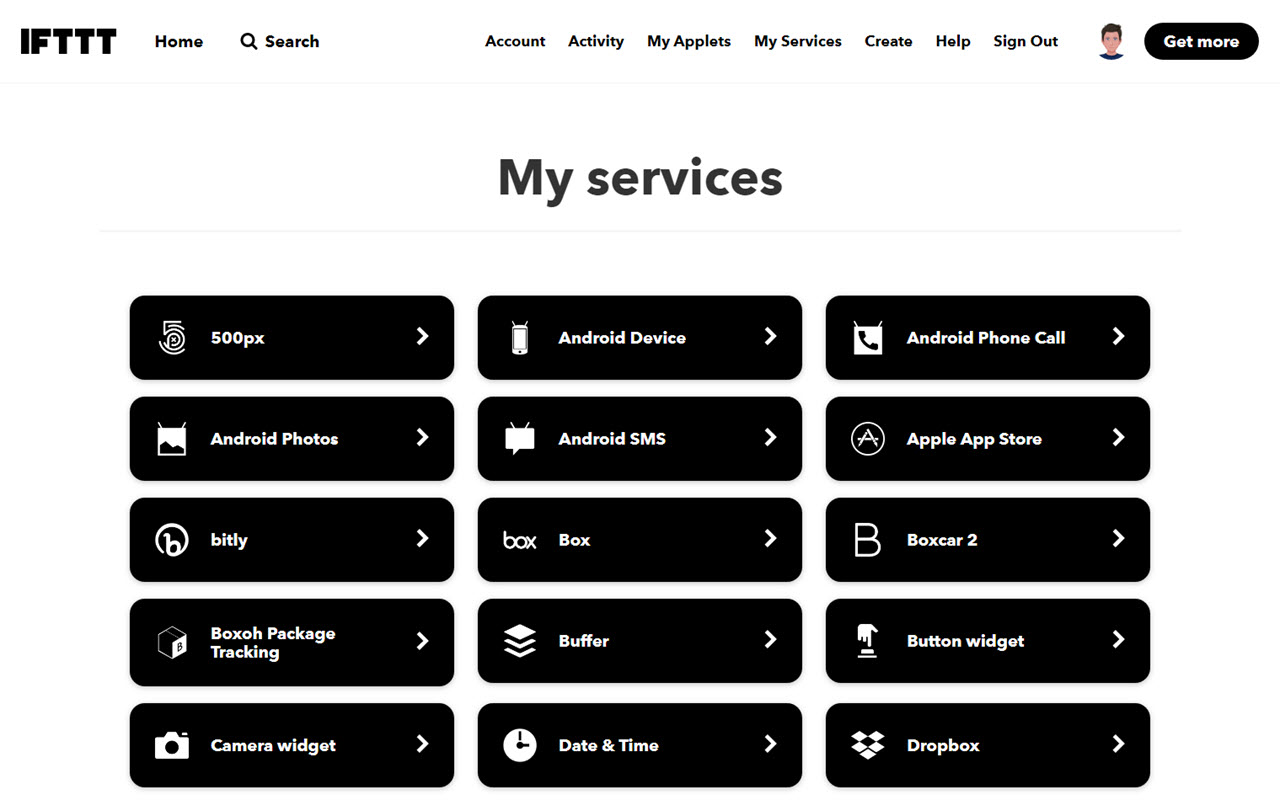 IFTTT Home Search Account Activity My Applets My Services Create Help Sign Out Get more
My services
500px Android Device Android Phone Call
Android Photos Android SMS Apple App Store
bitly Box Boxcar 2
Boxoh Package
Tracking
Buffer Button widget
Camera widget Date & Time Dropbox